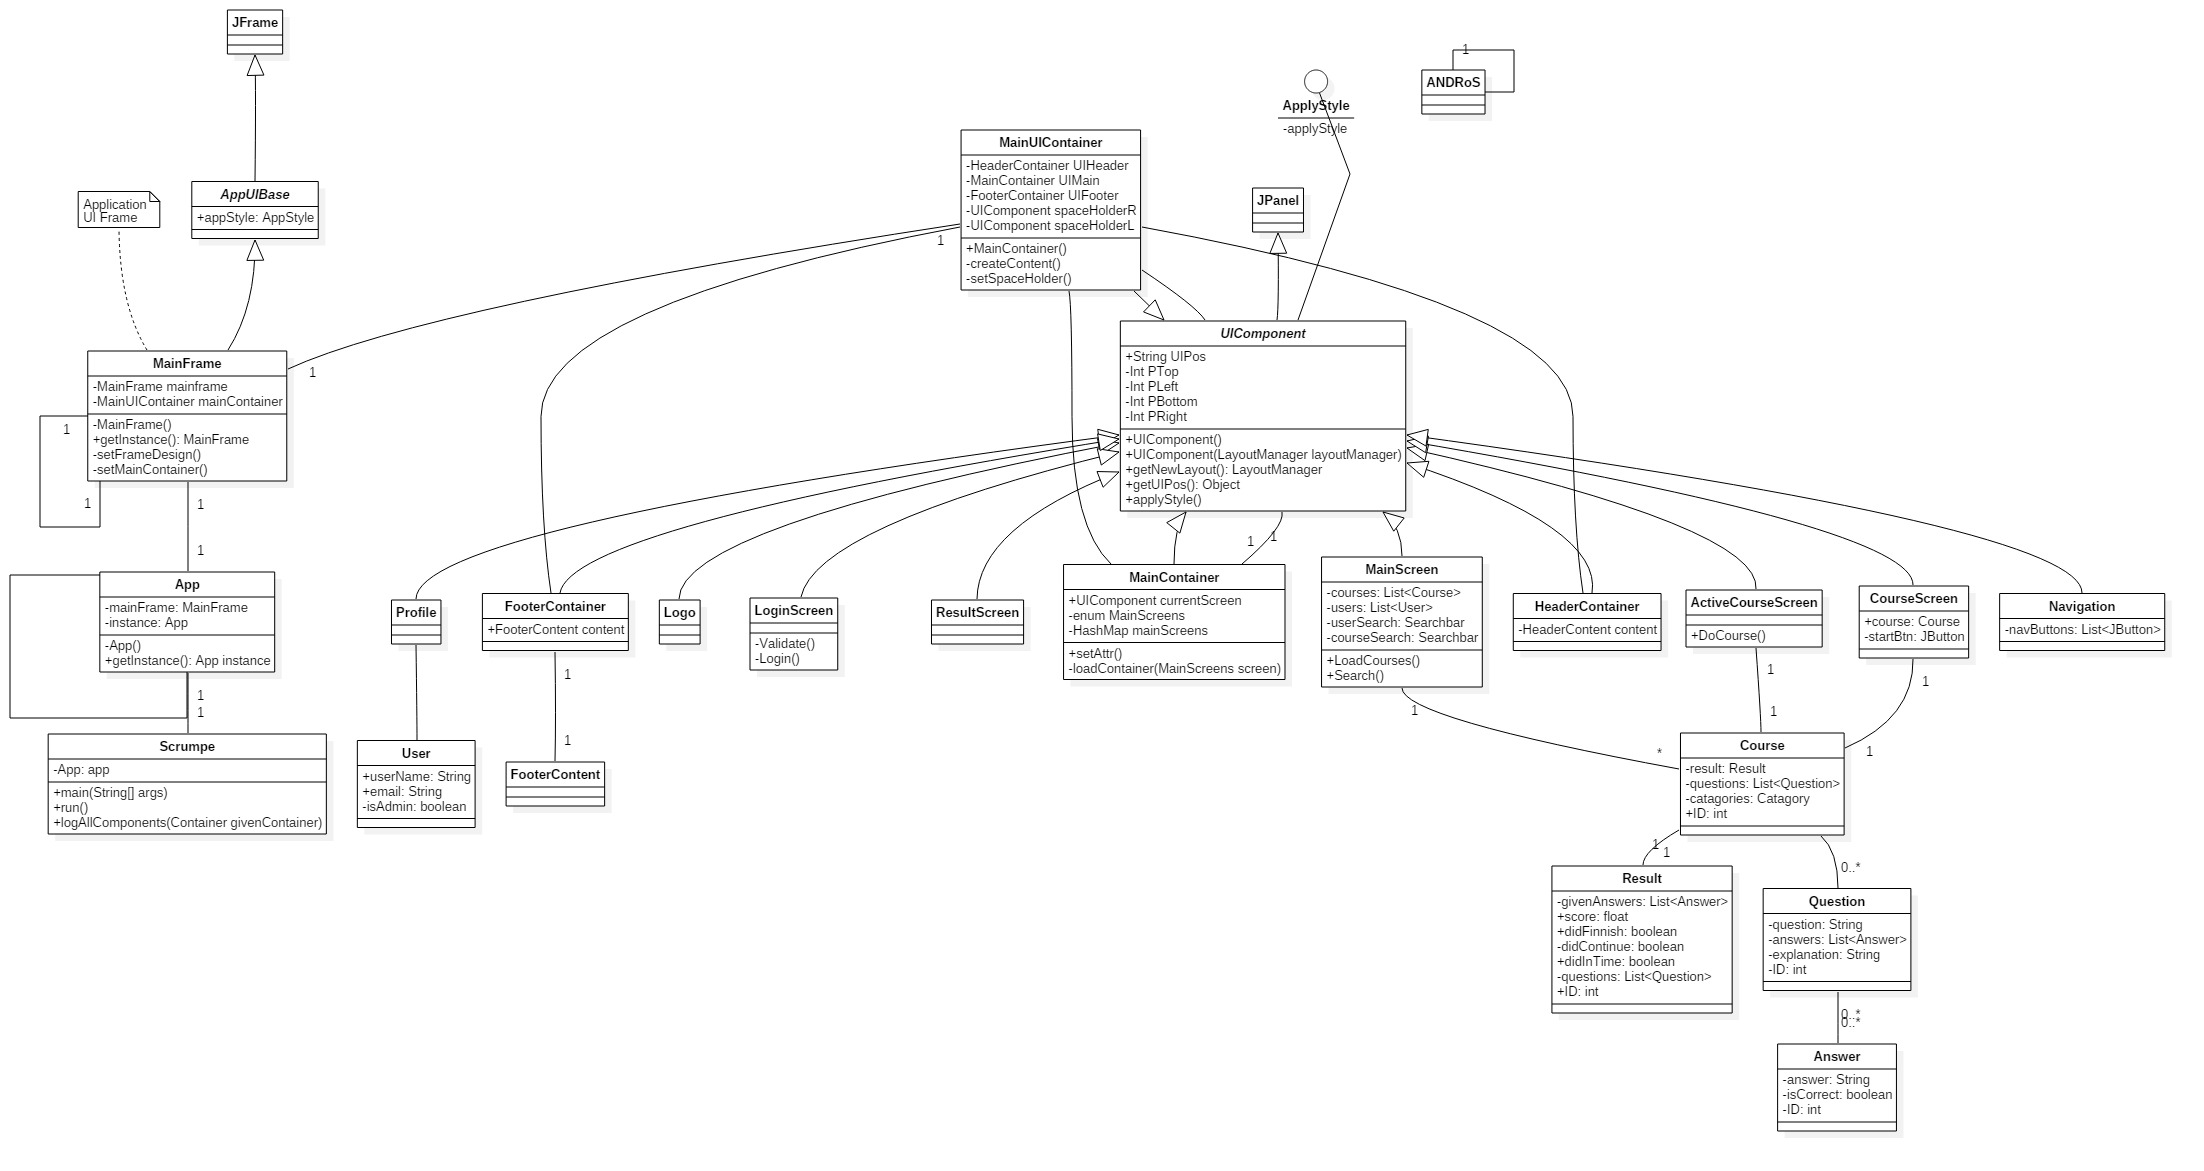 JFrame
1
ANDRoS
ApplyStyle
-applyStyle
MainUIContainer
-HeaderContainer UIHeader
-MainContainer UIMain
-FooterContainer UIFooter
-UIComponent spaceHolderR
-UIComponent spaceHolderL
+MainContainer()
-createContent()
-setSpaceHolder()
1
JPanel
AppUIBase
+appStyle: AppStyle
Application
UI Frame
UIComponent
+String UIPos
-Int PTop
-Int PLeft
-Int PBottom
-Int PRight
+UIComponent()
+UIComponent(LayoutManager layoutManager)
+getNewLayout(): LayoutManager
+getUIPos(): Object
+applyStyle()
MainFrame
-MainFrame mainframe
-MainUIContainer mainContainer
-MainFrame()
+getInstance(): MainFrame
-setFrameDesign()
-setMainContainer()
1
1
1
1
1
1
1
App
-mainFrame: MainFrame
-instance: App
-App()
+getInstance(): App instance
1
1
Scrumpe
-App: app
+main(String[] args)
+run()
+logAllComponents(Container givenContainer)
Profile
User
+userName: String
+email: String
-isAdmin: boolean
FooterContainer
+FooterContent content
1
1
FooterContent
Logo
LoginScreen
-Validate()
-Login()
ResultScreen
MainContainer
+UIComponent currentScreen
-enum MainScreens
-HashMap mainScreens
+setAttr()
-loadContainer(MainScreens screen)
MainScreen
-courses: List<Course>
-users: List<User>
-userSearch: Searchbar
-courseSearch: Searchbar
+LoadCourses()
+Search()
1
*
HeaderContainer
-HeaderContent content
ActiveCourseScreen
+DoCourse()
1
1
CourseScreen
+course: Course
-startBtn: JButton
1
1
Navigation
-navButtons: List<JButton>
Course
-result: Result
-questions: List<Question>
-catagories: Catagory
+ID: int
1
1
0..*
Result
-givenAnswers: List<Answer>
+score: float
+didFinnish: boolean
-didContinue: boolean
+didInTime: boolean
-questions: List<Question>
+ID: int
Question
-question: String
-answers: List<Answer>
-explanation: String
-ID: int
0..*
0..*
Answer
-answer: String
-isCorrect: boolean
-ID: int